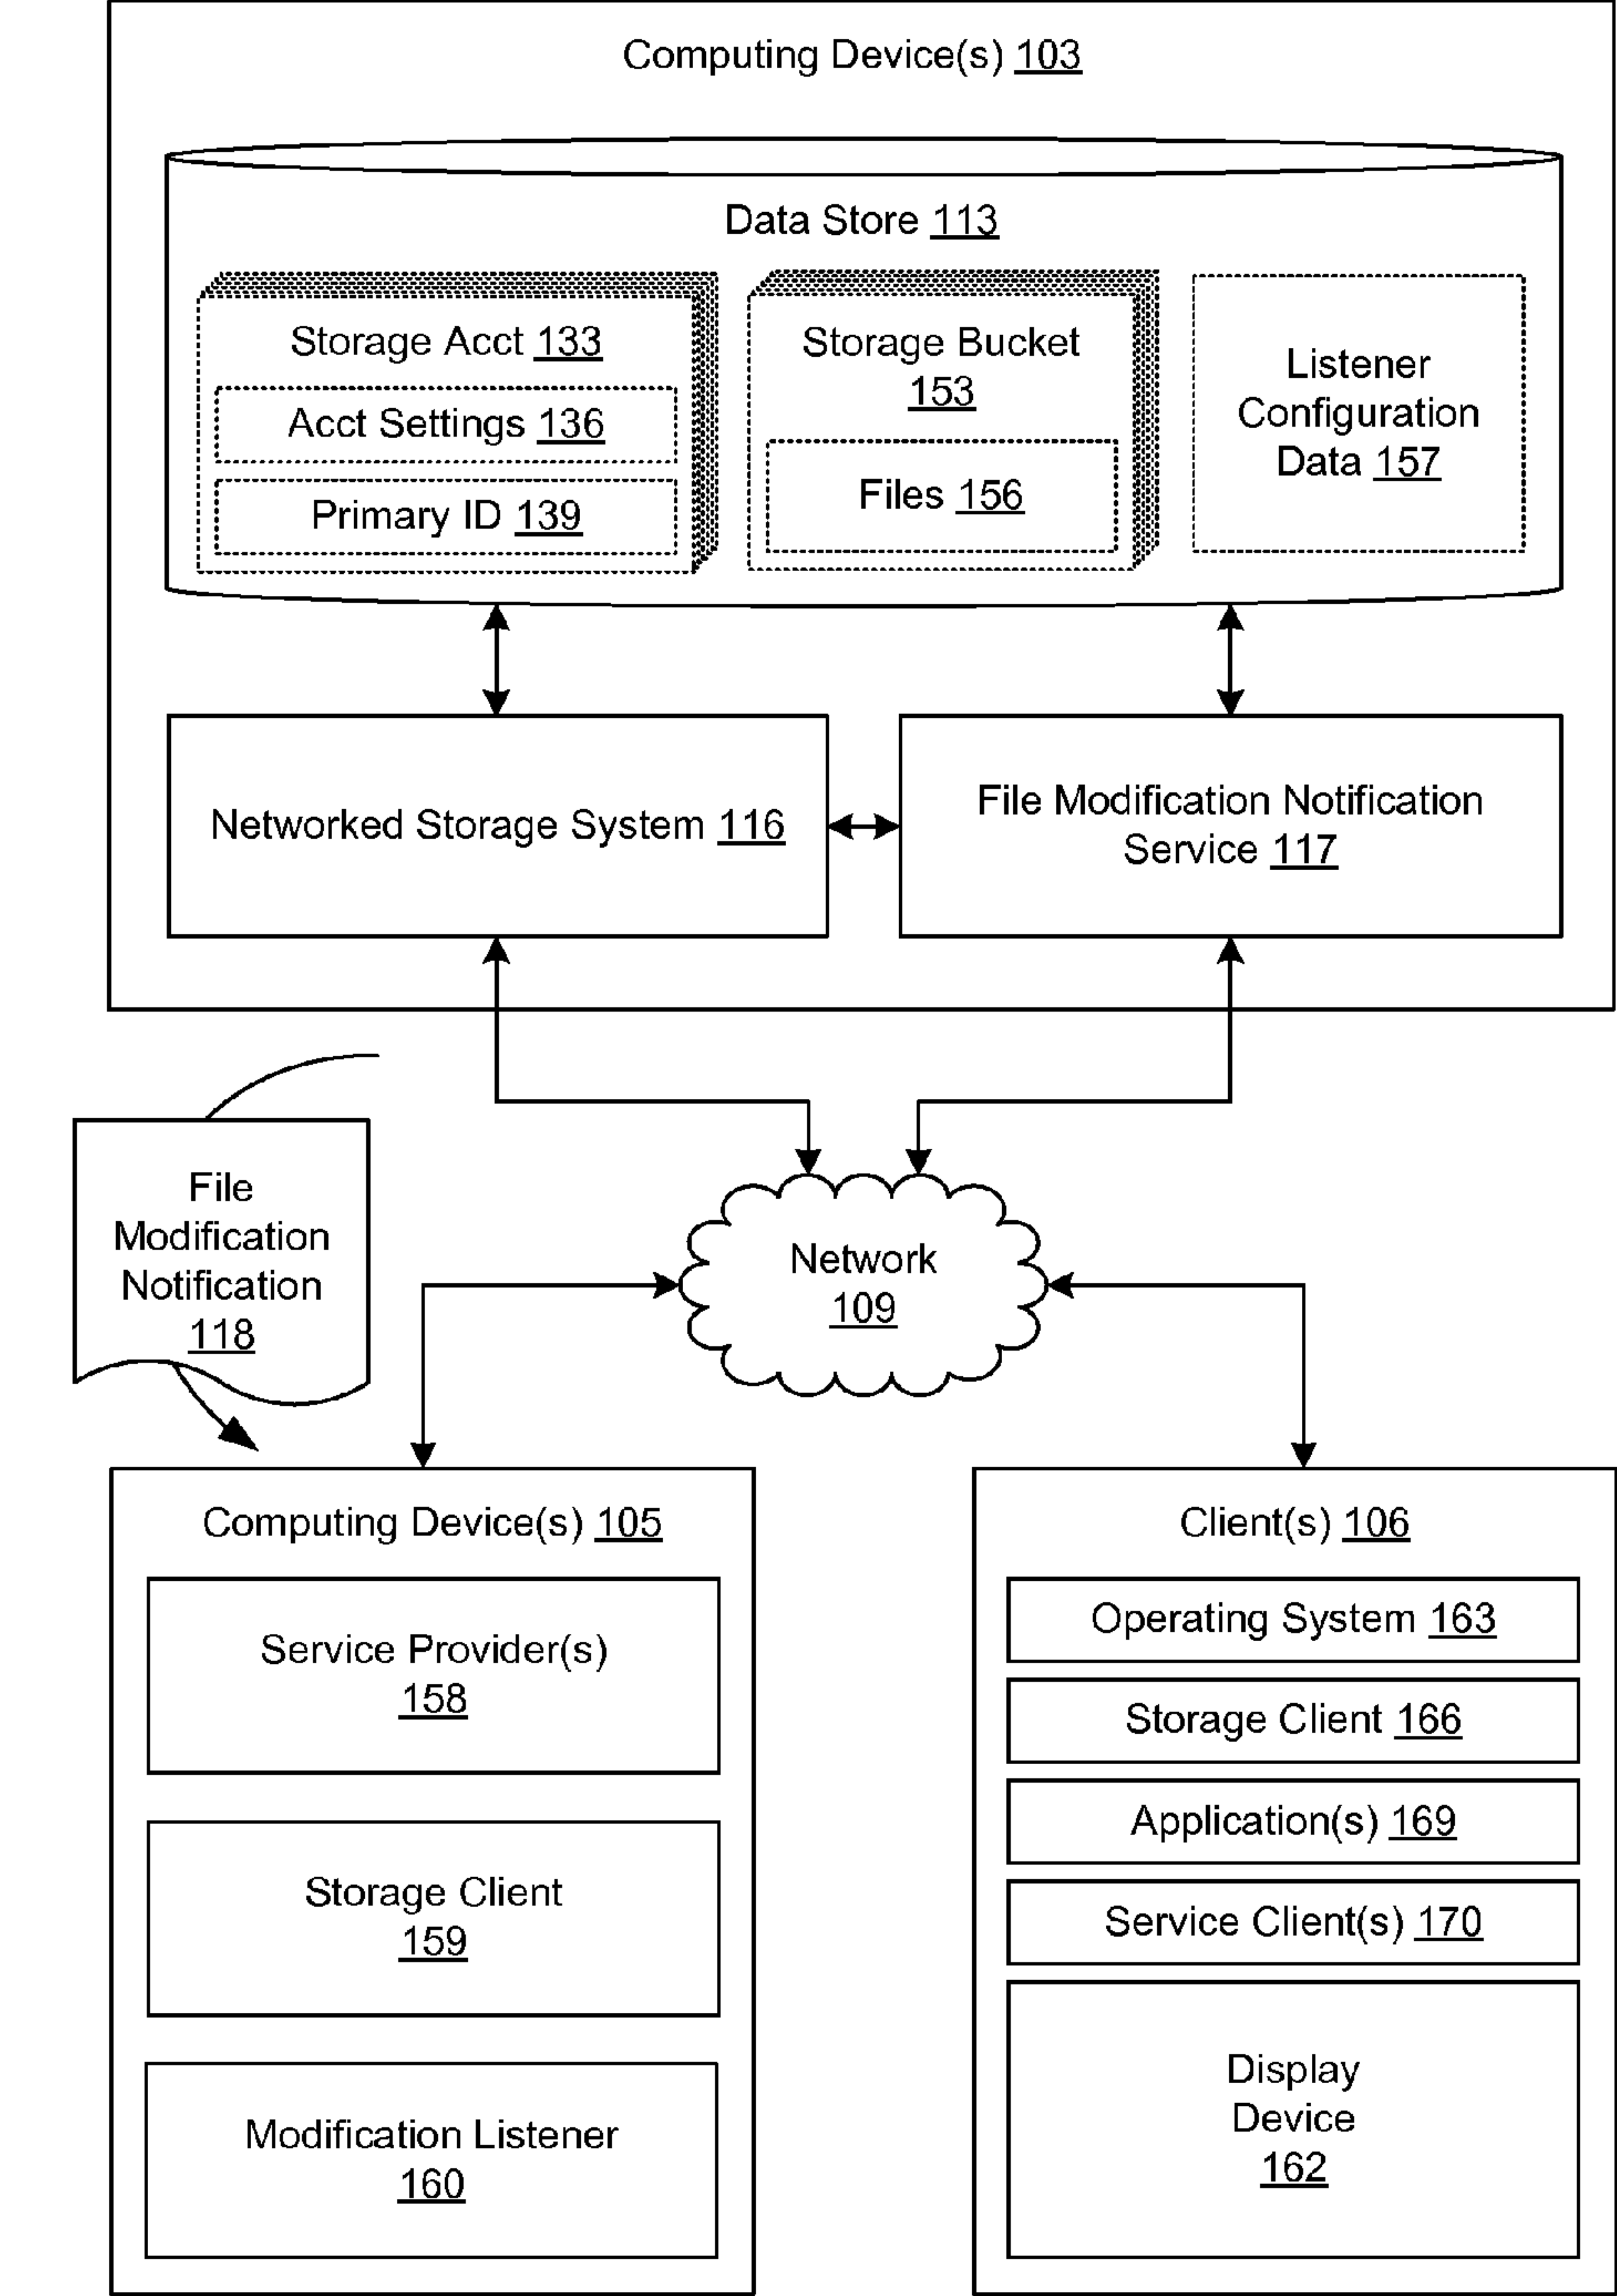 Computing Device(s) 103
Data Store 113
Storage Acct 133
Acct Settings 136
Primary ID 139
Storage Bucket
153
Files 156
Listener
Configuration
Data 157
Networked Storage System 116
File Modification Notification
Service 117
File
Modification
Notification
118
Network
109
Computing Device(s) 105
Service Provider(s)
158
Storage Client
159
Modification Listener
160
Client(s) 106
Operating System 163
Storage Client 166
Application(s) 169
Service Client(s) 170
Display
Device
162